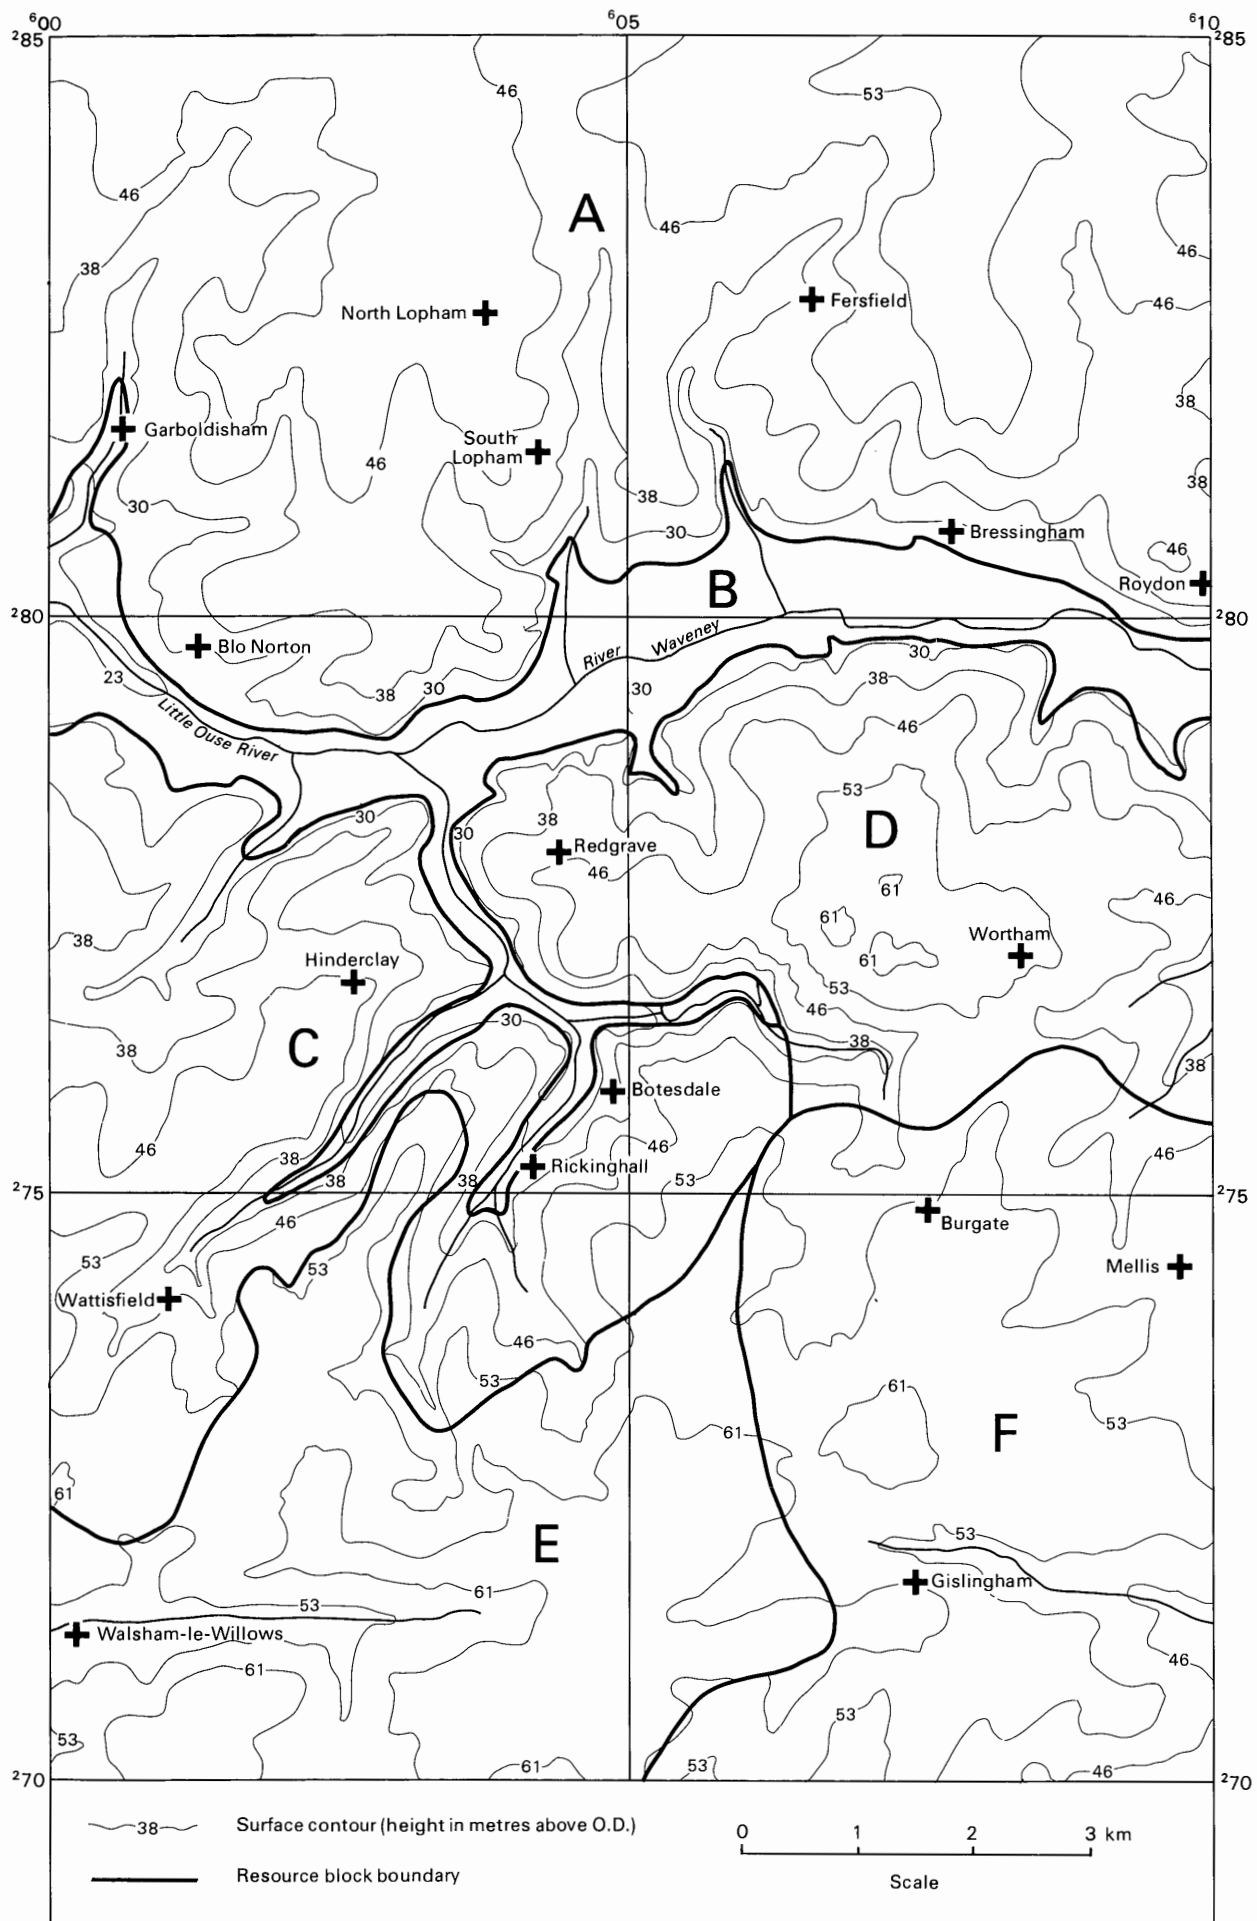 ⁶00
⁶05
⁶10
²85
²85
46
53
46
A
46
46
38
46
North Lopham
Fersfield
38
Garboldisham
South
Lopham
46
38
30
38
30
Bressingham
46
Roydon
B
²80
²80
Blo Norton
River Waveney
30
23
38
30
30
38
Little Ouse River
46
53
38
30
38
30
D
Redgrave
46
61
46
61
Wortham
38
61
Hinderclay
53
46
30
C
38
38
38
Botesdale
46
46
46
38
Rickinghall
38
38
53
²75
²75
46
Burgate
53
53
Mellis
Wattisfield
46
53
61
53
61
F
61
53
E
61
Gislingham
53
Walsham-le-Willows
46
61
53
53
61
53
46
²70
²70
38
Surface contour (height in metres above O.D.)
0 1 2 3 km
Resource block boundary
Scale